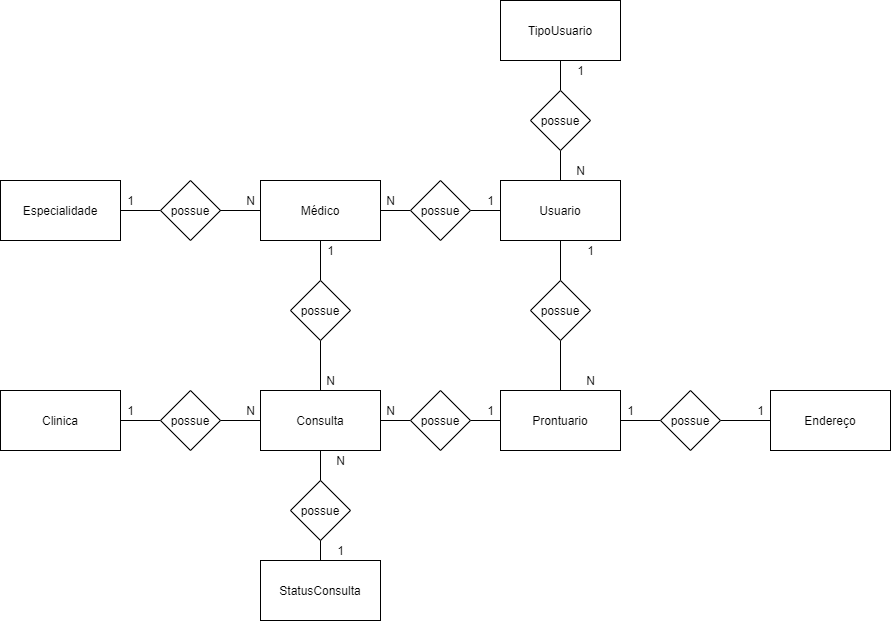 TipoUsuario
1
possue
N
Especialidade
1
possue
N
Médico
N
possue
1
Usuario
1
possue
N
1
possue
N
Clinica
1
possue
N
Consulta
N
possue
1
Prontuario
1
possue
1
Endereço
N
possue
1
StatusConsulta